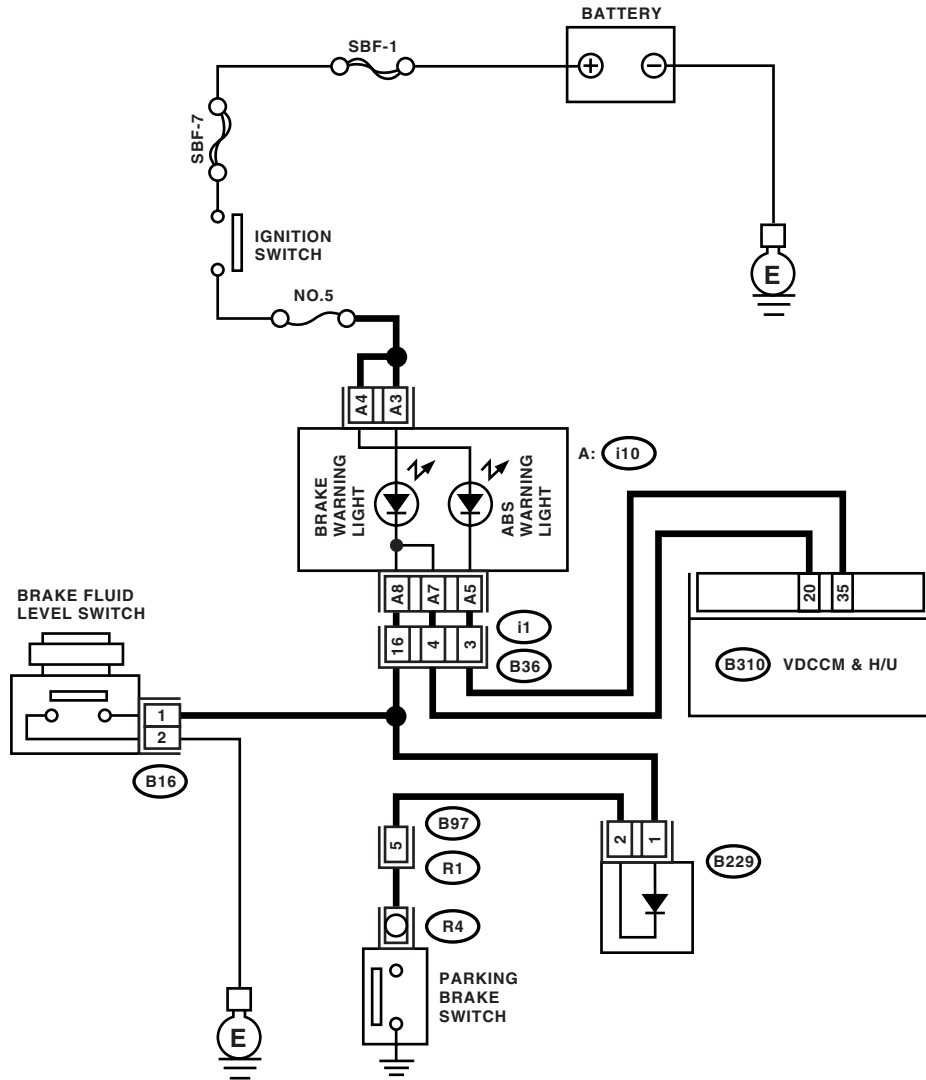 BATTERY
SBF-1
SBF-7
IGNITION
SWITCH
E
NO.5
A4
A3
A: i10
BRAKE
WARNING
LIGHT
ABS
WARNING
LIGHT
A8
A7
A5
16
4
3
i1
B36
20
35
B310 VDCCM & H/U
BRAKE FLUID
LEVEL SWITCH
1
2
B16
B97
5
R1
R4
2
1
B229
PARKING
BRAKE
SWITCH
E